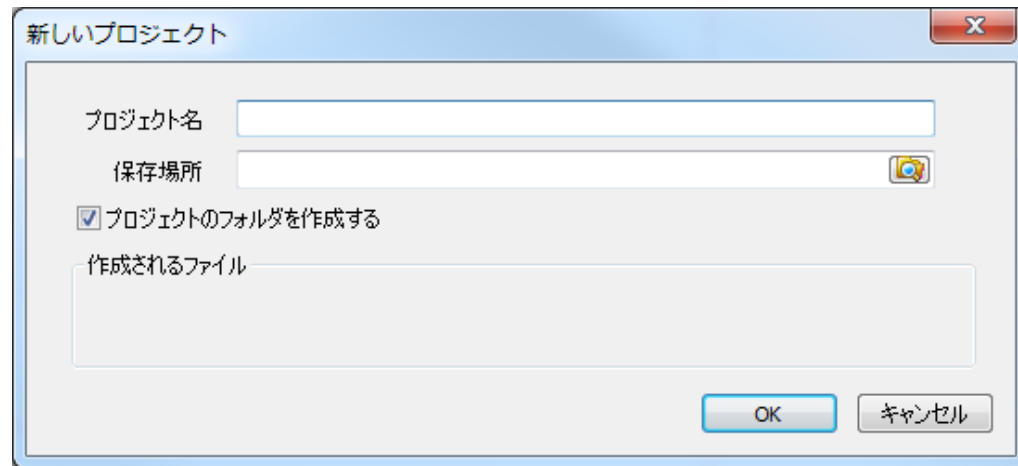 新しいプロジェクト
プロジェクト名
保存場所
プロジェクトのフォルダを作成する
作成されるファイル
OK キャンセル